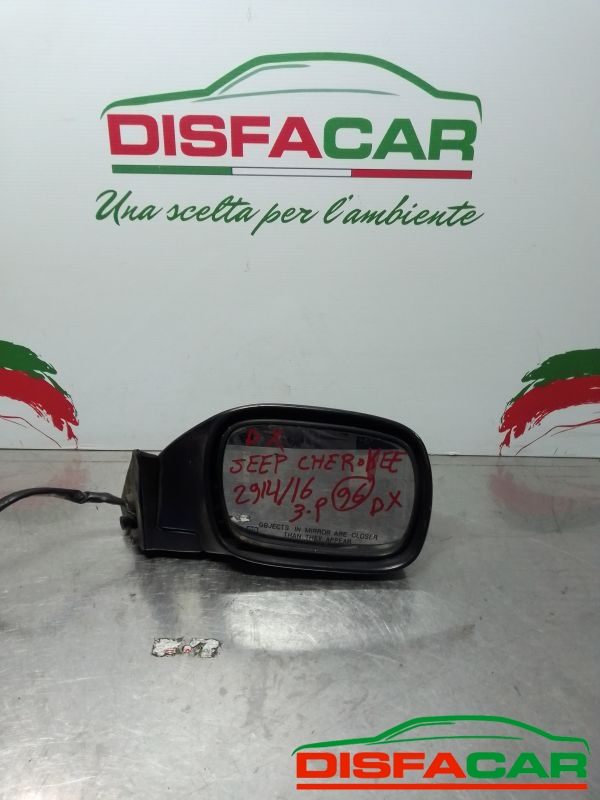 DISFACAR
Una scelta per l'ambiente
DX
JEEP CHEROKEE
2914/16 96 DX
3.P
OBJECTS IN MIRROR ARE CLOSER
THAN THEY APPEAR
DISFACAR